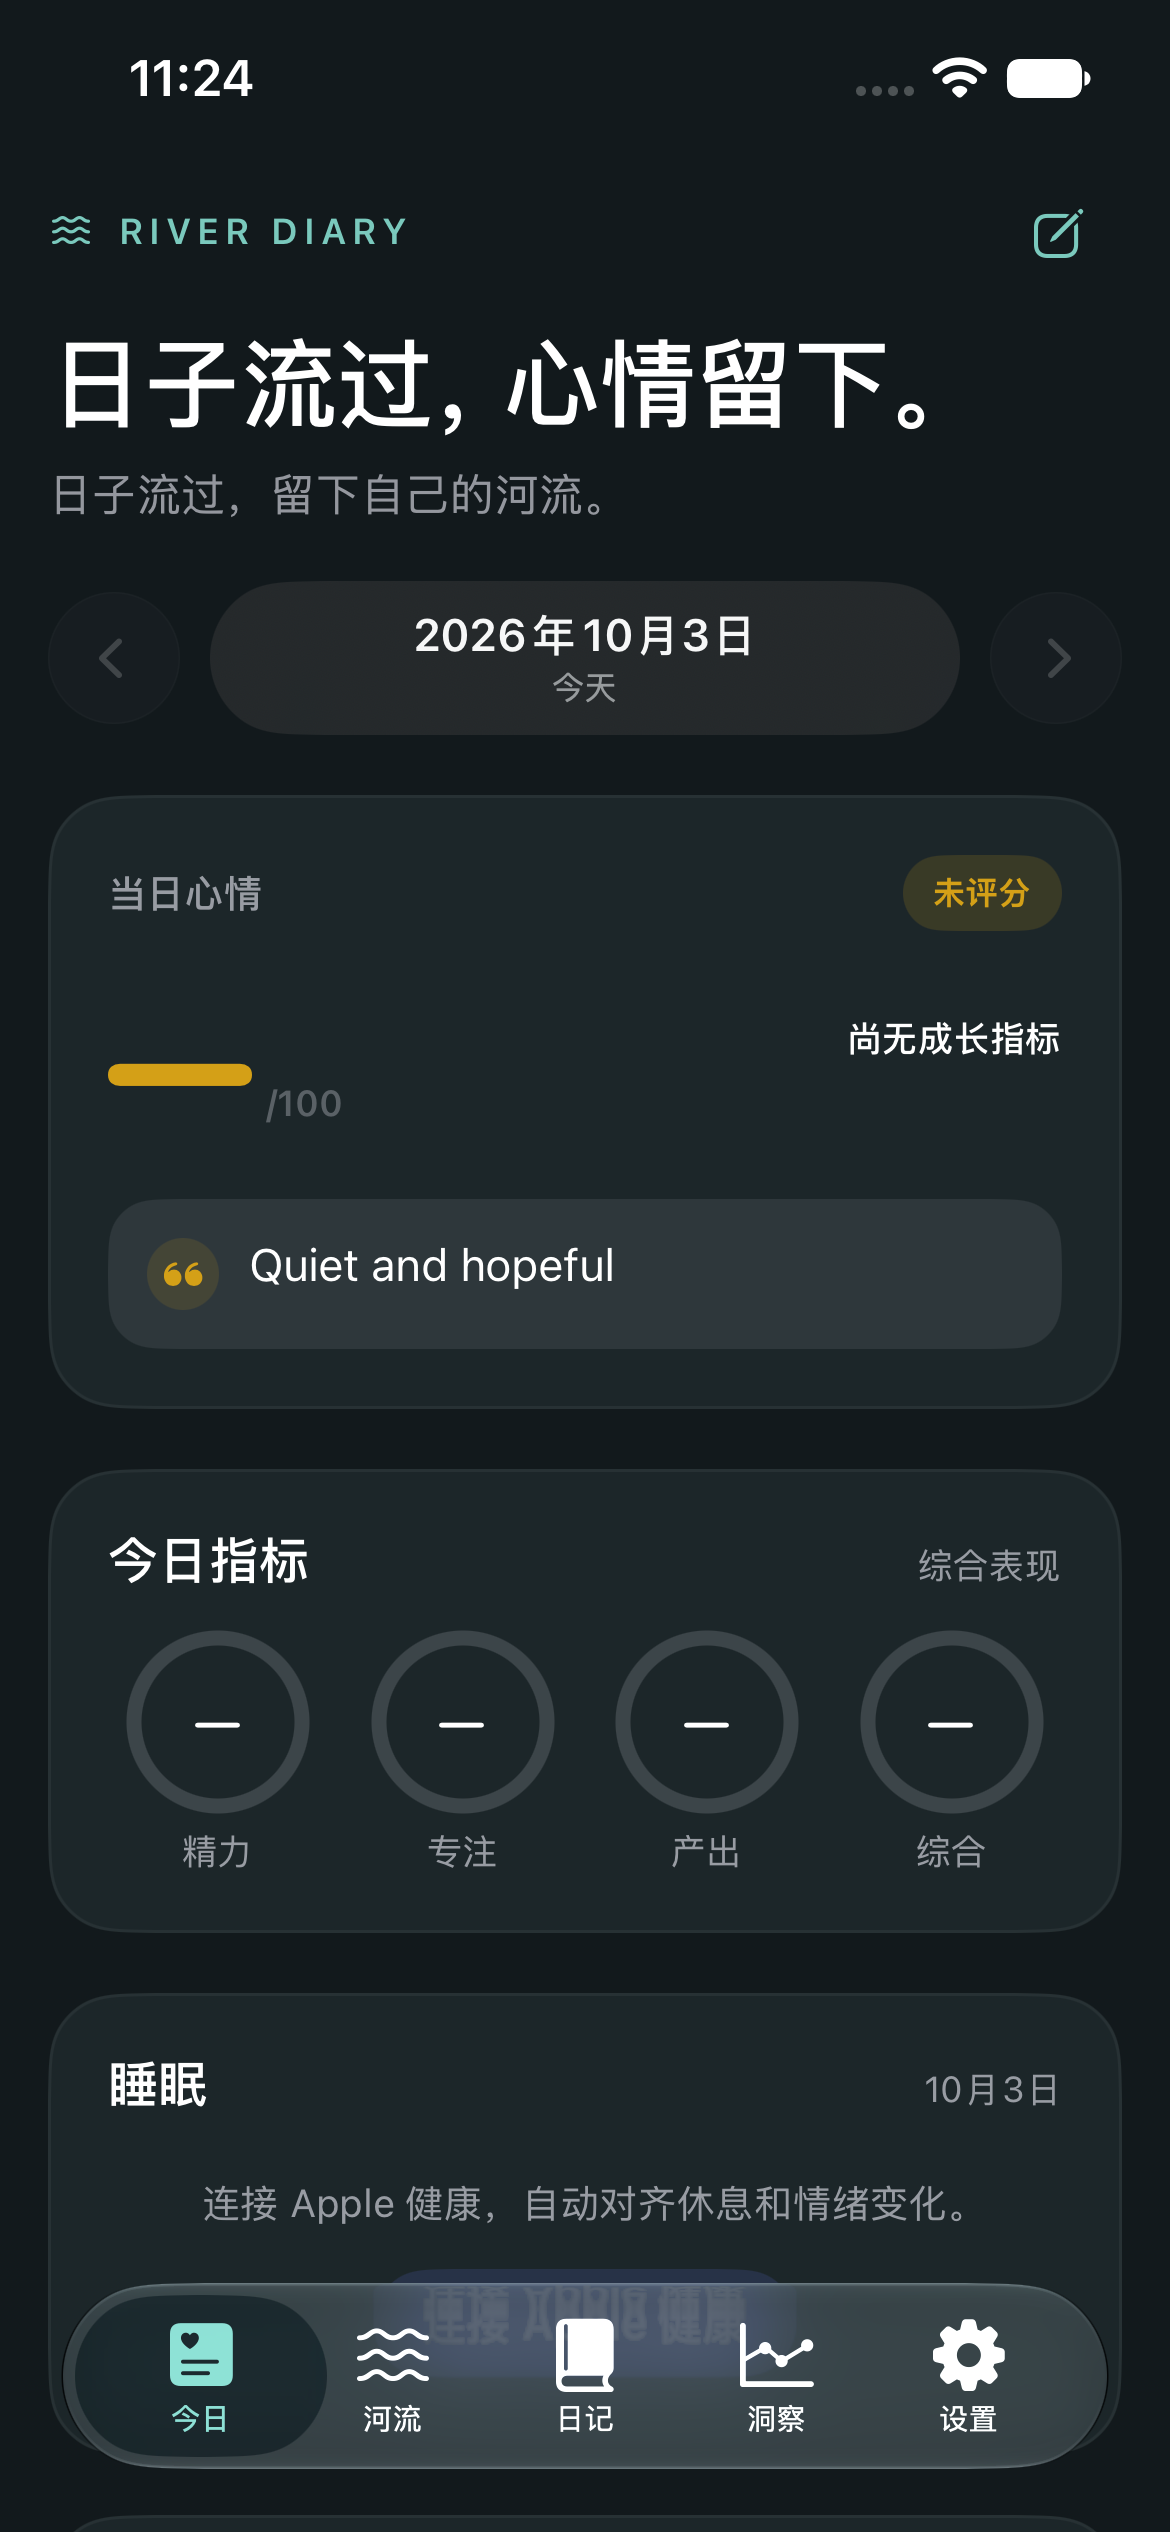 11:24
RIVER DIARY
日子流过，心情留下。
日子流过，留下自己的河流。
2026年10月3日
今天
当日心情
未评分
尚无成长指标
/100
Quiet and hopeful
今日指标
综合表现
精力
专注
产出
综合
睡眠
10月3日
连接 Apple 健康，自动对齐休息和情绪变化。
连接 Apple 健康
今日
河流
日记
洞察
设置